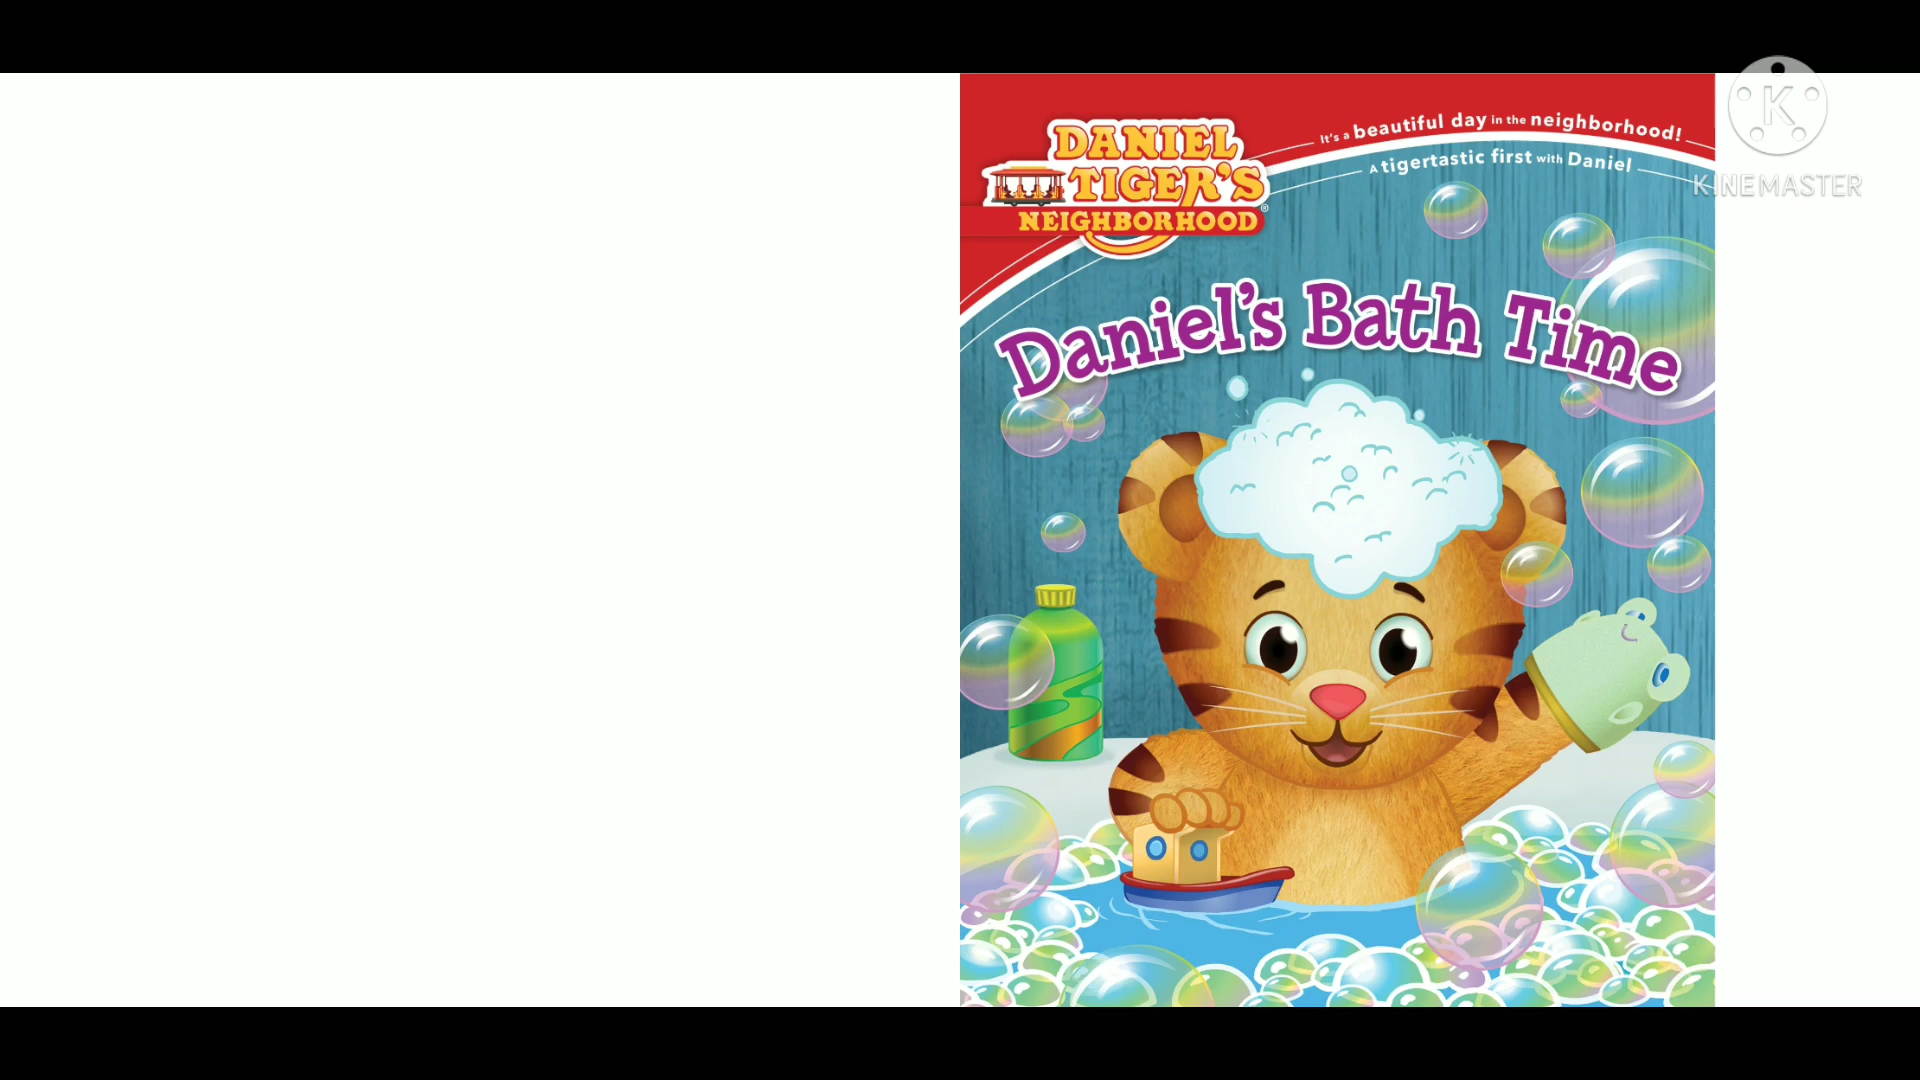 It's a beautiful day in the neighborhood!
A tigertastic first with Daniel
DANIEL
TIGER'S
NEIGHBORHOOD®
Daniel's Bath Time
K
KINEMASTER